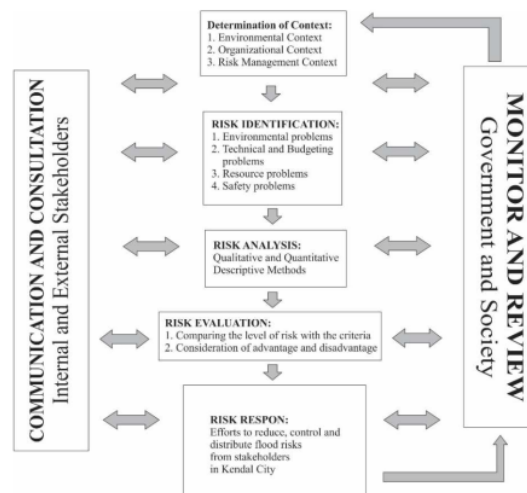 Determination of Context:
1. Environmental Context
2. Organizational Context
3. Risk Management Context
COMMUNICATION AND CONSULTATION
Internal and External Stakeholders
MONITOR AND REVIEW
Government and Society
RISK IDENTIFICATION:
1. Environmental problems
2. Technical and Budgeting
problems
3. Resource problems
4. Safety problems
RISK ANALYSIS:
Qualitative and Quantitative
Descriptive Methods
RISK EVALUATION:
1. Comparing the level of risk with the criteria
2. Consideration of advantage and disadvantage
RISK RESPON:
Efforts to reduce, control and
distribute flood risks
from stakeholders
in Kendal City